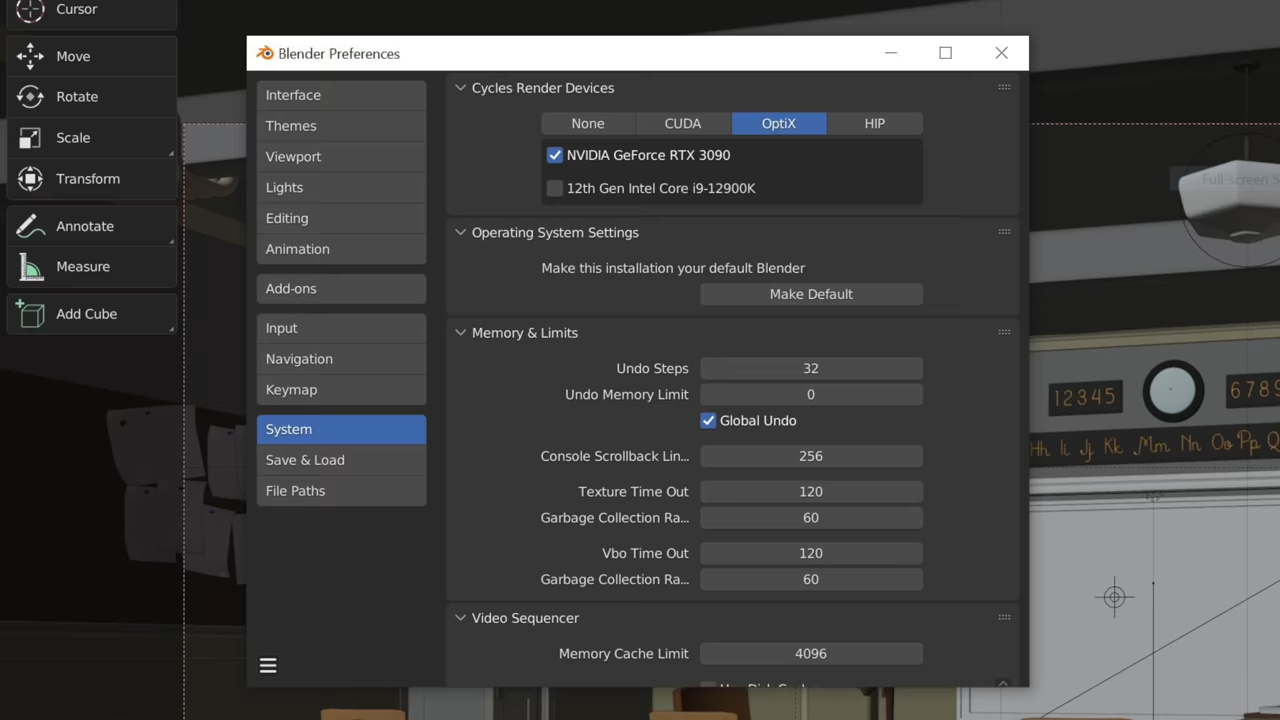 Cursor
Move
Rotate
Scale
Transform
Annotate
Measure
Add Cube
Blender Preferences
Interface
Themes
Viewport
Lights
Editing
Animation
Add-ons
Input
Navigation
Keymap
System
Save & Load
File Paths
Cycles Render Devices
None CUDA OptiX HIP
NVIDIA GeForce RTX 3090
12th Gen Intel Core i9-12900K
Operating System Settings
Make this installation your default Blender
Make Default
Memory & Limits
Undo Steps 32
Undo Memory Limit 0
Global Undo
Console Scrollback Lin... 256
Texture Time Out 120
Garbage Collection Ra... 60
Vbo Time Out 120
Garbage Collection Ra... 60
Video Sequencer
Memory Cache Limit 4096
Full-screen S
12345 6789
Hh Ii Jj Kk Mm Nn Oo Pp Q